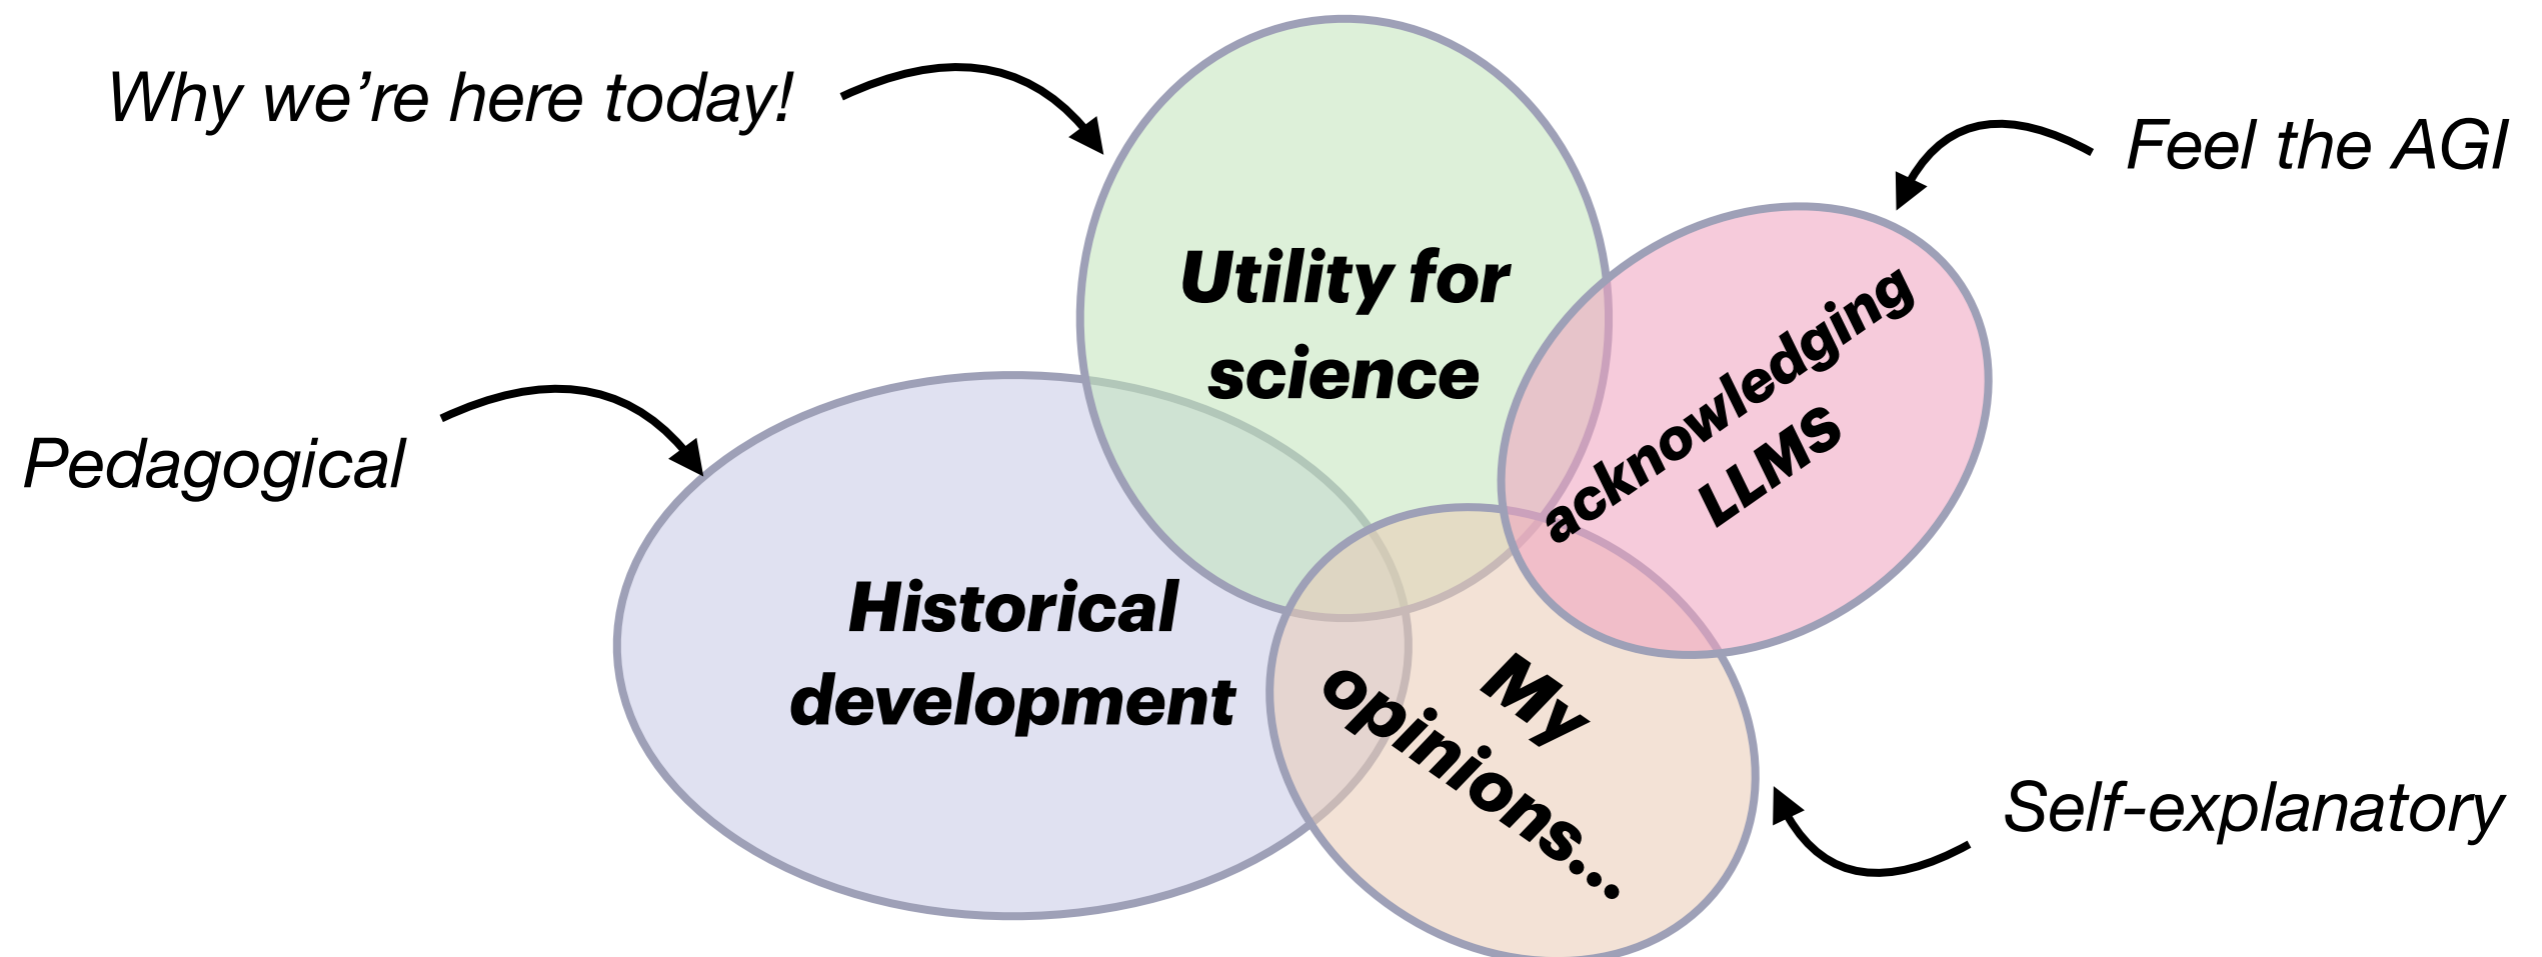 Why we're here today!
Feel the AGI
Utility for
science
acknowledging
LLMS
Pedagogical
Historical
development
My
opinions...
Self-explanatory